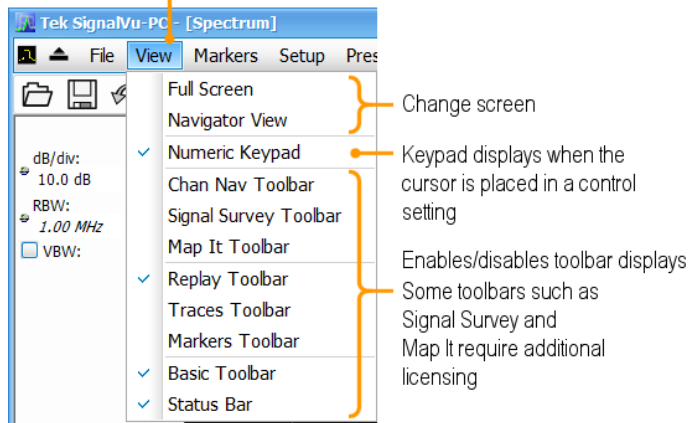 Tek SignalVu-PC - [Spectrum]
File View Markers Setup Pres
Full Screen
Navigator View
Change screen
dB/div:
10.0 dB
RBW:
1.00 MHz
VBW:
Numeric Keypad
Keypad displays when the
cursor is placed in a control
setting
Chan Nav Toolbar
Signal Survey Toolbar
Map It Toolbar
Replay Toolbar
Traces Toolbar
Markers Toolbar
Basic Toolbar
Status Bar
Enables/disables toolbar displays
Some toolbars such as
Signal Survey and
Map It require additional
licensing